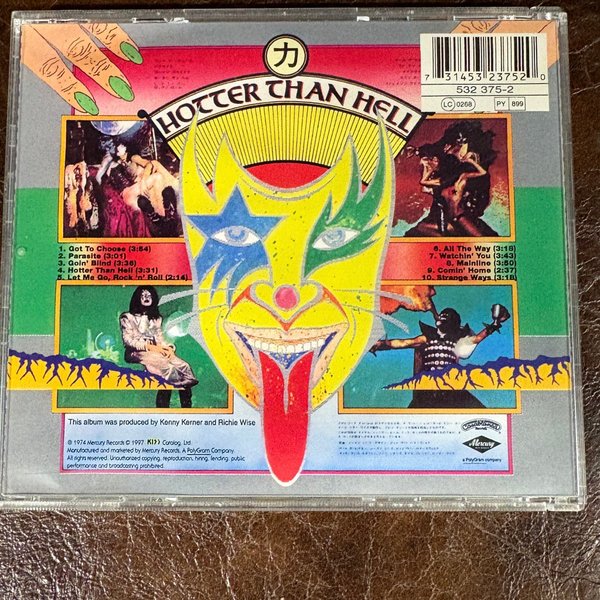 力
HOTTER THAN HELL
7 31453 23752 0
532 375-2
LC 0268
PY 899
1. Got To Choose (3:54)
2. Parasite (3:01)
3. Goin' Blind (3:36)
4. Hotter Than Hell (3:31)
5. Let Me Go, Rock 'n' Roll (2:14)
6. All The Way (3:18)
7. Watchin' You (3:43)
8. Mainline (3:50)
9. Comin' Home (2:37)
10. Strange Ways (3:18)
This album was produced by Kenny Kerner and Richie Wise
℗ 1974 Mercury Records © 1997 KISS Catalog, Ltd.
Manufactured and marketed by Mercury Records, A PolyGram Company.
All rights reserved. Unauthorized copying, reproduction, hiring, lending, public
performance and broadcasting prohibited.
Mercury
a PolyGram company